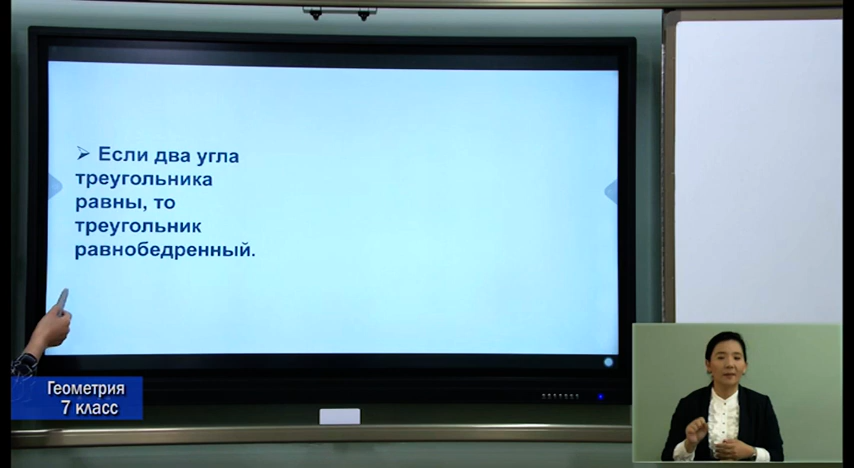 ➢ Если два угла
треугольника
равны, то
треугольник
равнобедренный.
Геометрия
7 класс